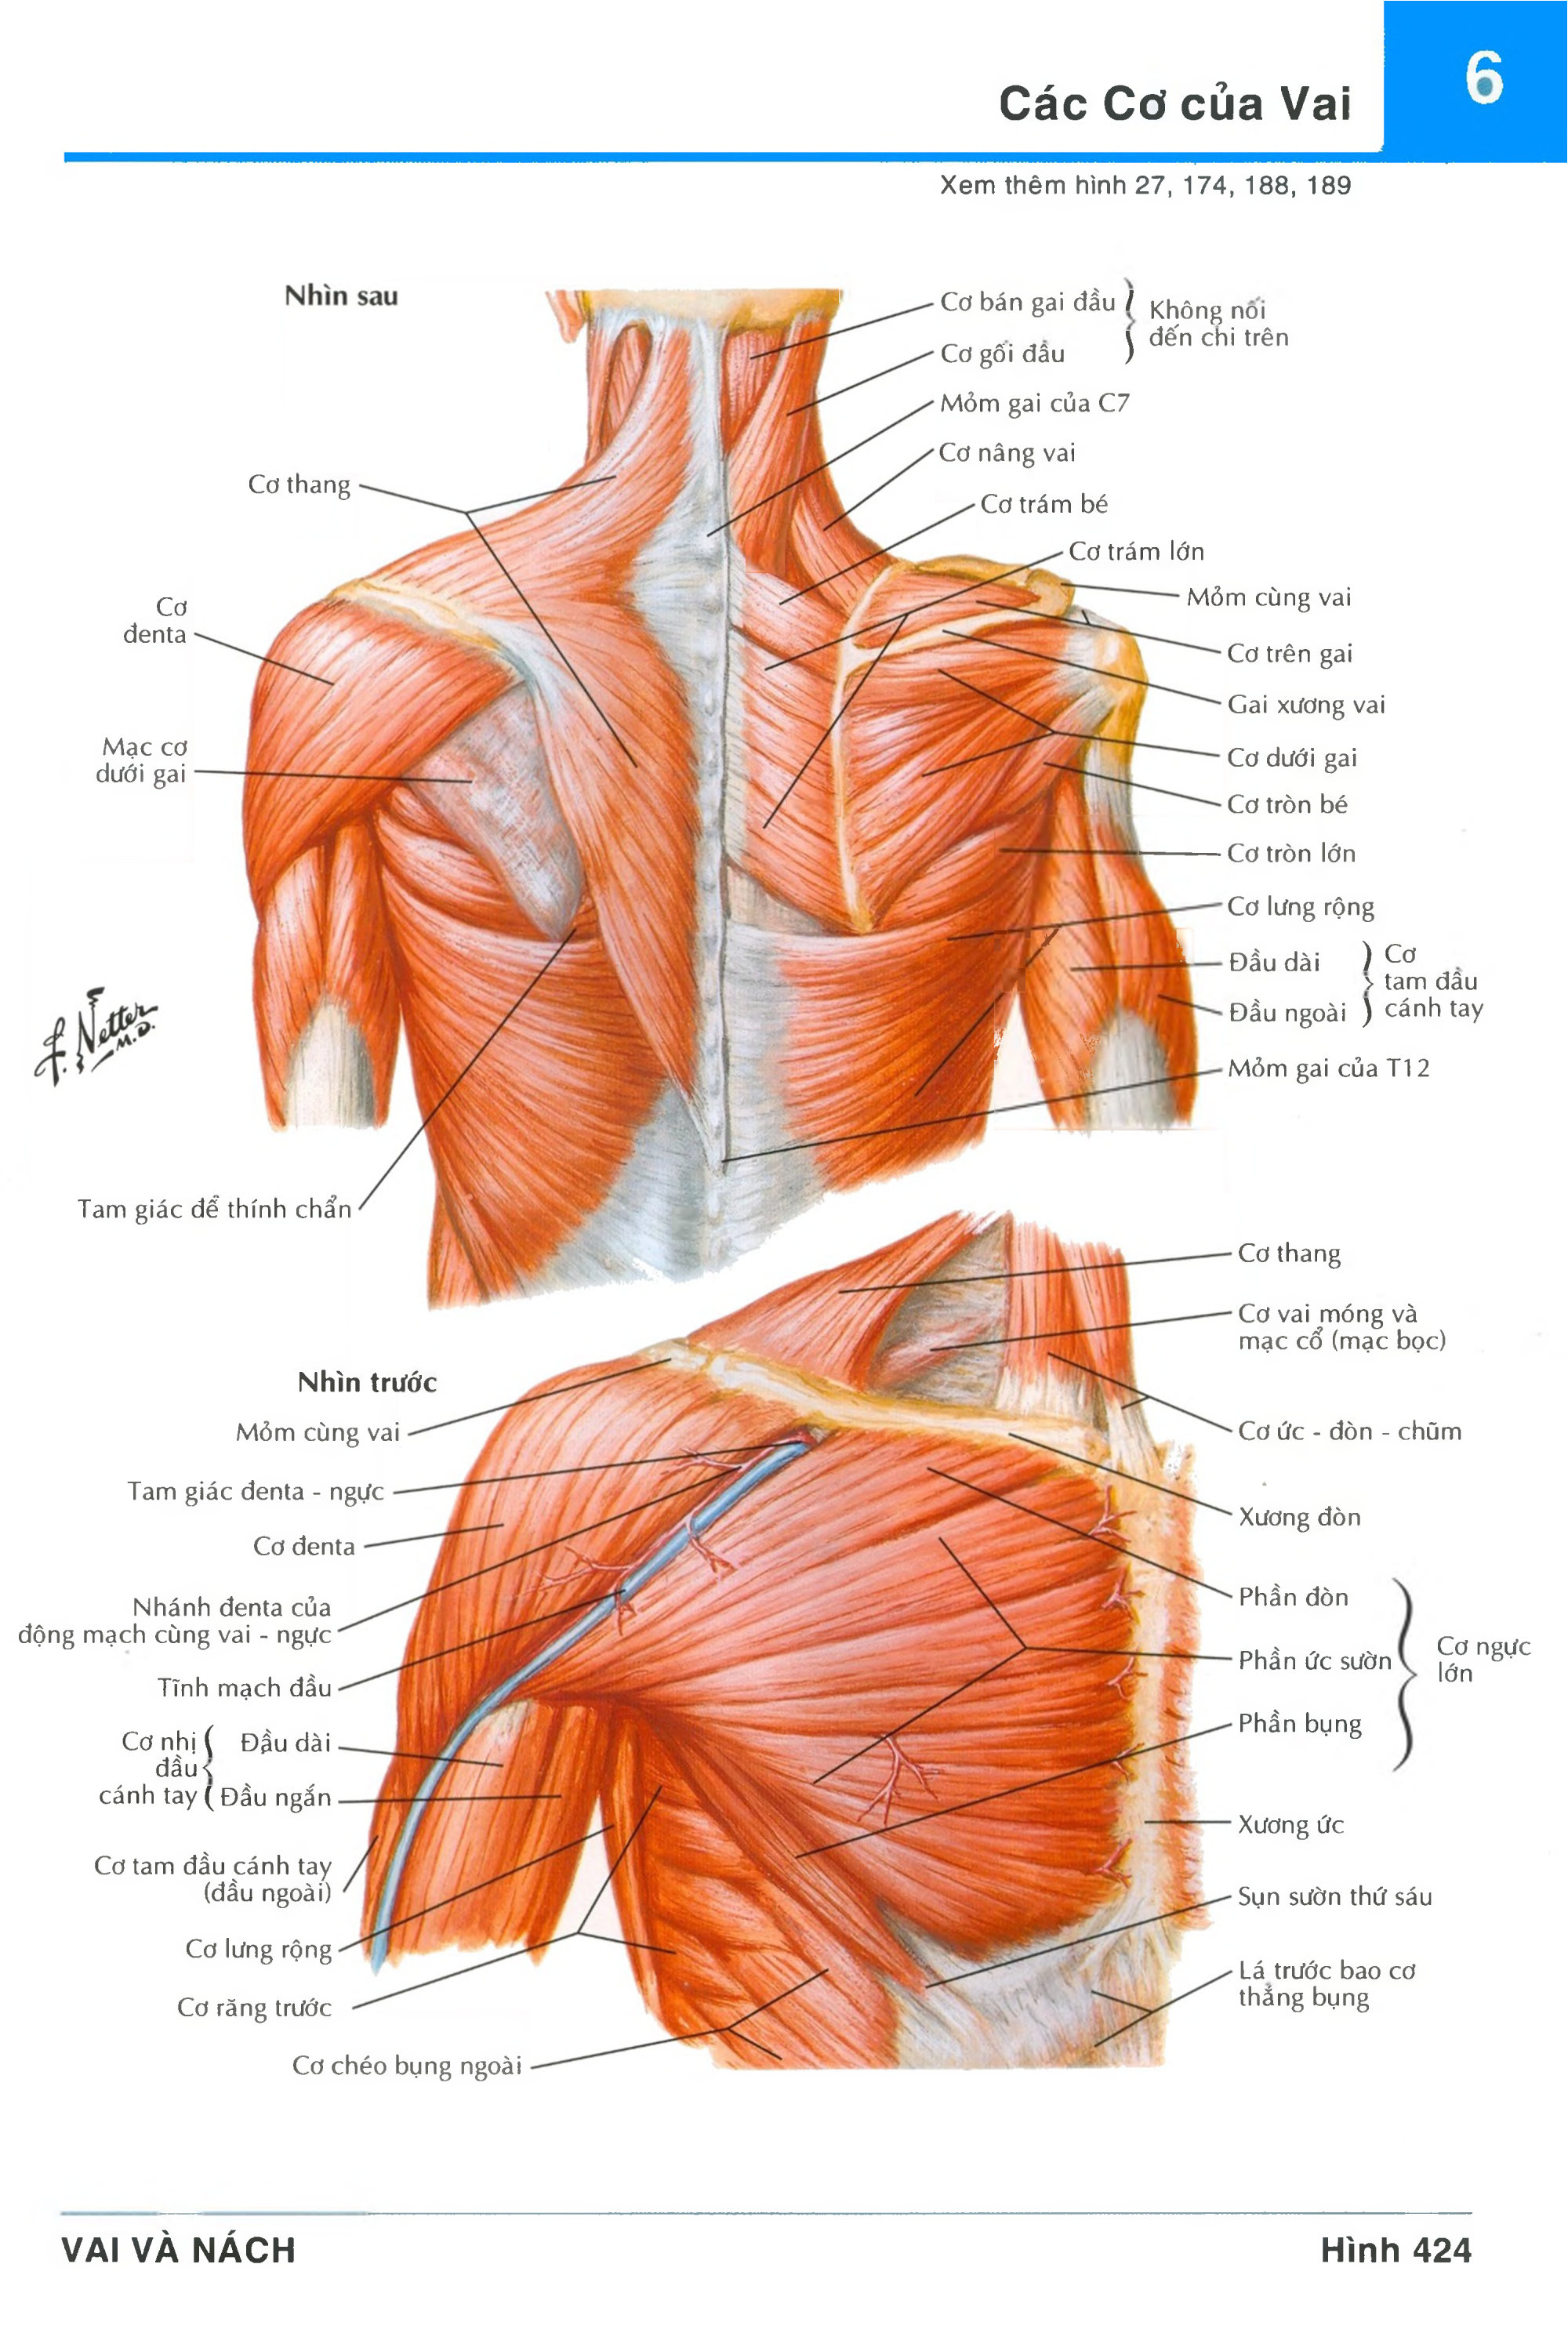 6
Các Cơ của Vai
Xem thêm hình 27, 174, 188, 189
Nhìn sau
Cơ bán gai đầu
Cơ gối đầu
Không nối
đến chi trên
Mỏm gai của C7
Cơ nâng vai
Cơ trám bé
Cơ trám lớn
Mỏm cùng vai
Cơ trên gai
Gai xương vai
Cơ dưới gai
Cơ tròn bé
Cơ tròn lớn
Cơ lưng rộng
Đầu dài
Đầu ngoài
Cơ
tam đầu
cánh tay
Mỏm gai của T12
Cơ thang
Cơ
đenta
Mạc cơ
dưới gai
F. Netter
M.D.
Tam giác để thính chẩn
Nhìn trước
Mỏm cùng vai
Tam giác đenta - ngực
Cơ đenta
Nhánh đenta của
động mạch cùng vai - ngực
Tĩnh mạch đầu
Cơ nhị
đầu
cánh tay
Đầu dài
Đầu ngắn
Cơ tam đầu cánh tay
(đầu ngoài)
Cơ lưng rộng
Cơ răng trước
Cơ chéo bụng ngoài
Cơ thang
Cơ vai móng và
mạc cổ (mạc bọc)
Cơ ức - đòn - chũm
Xương đòn
Phần đòn
Phần ức sườn
Phần bụng
Cơ ngực
lớn
Xương ức
Sụn sườn thứ sáu
Lá trước bao cơ
thẳng bụng
VAI VÀ NÁCH
Hình 424